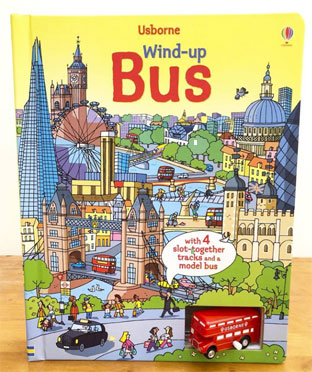 Usborne
Wind-up
Bus
with 4
slot-together
tracks and a
model bus